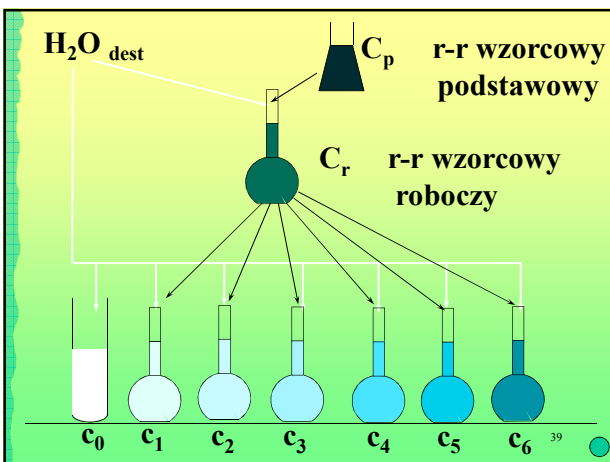 H₂O dest
Cp
r-r wzorcowy
podstawowy
Cr
r-r wzorcowy
roboczy
c₀ c₁ c₂ c₃ c₄ c₅ c₆
39